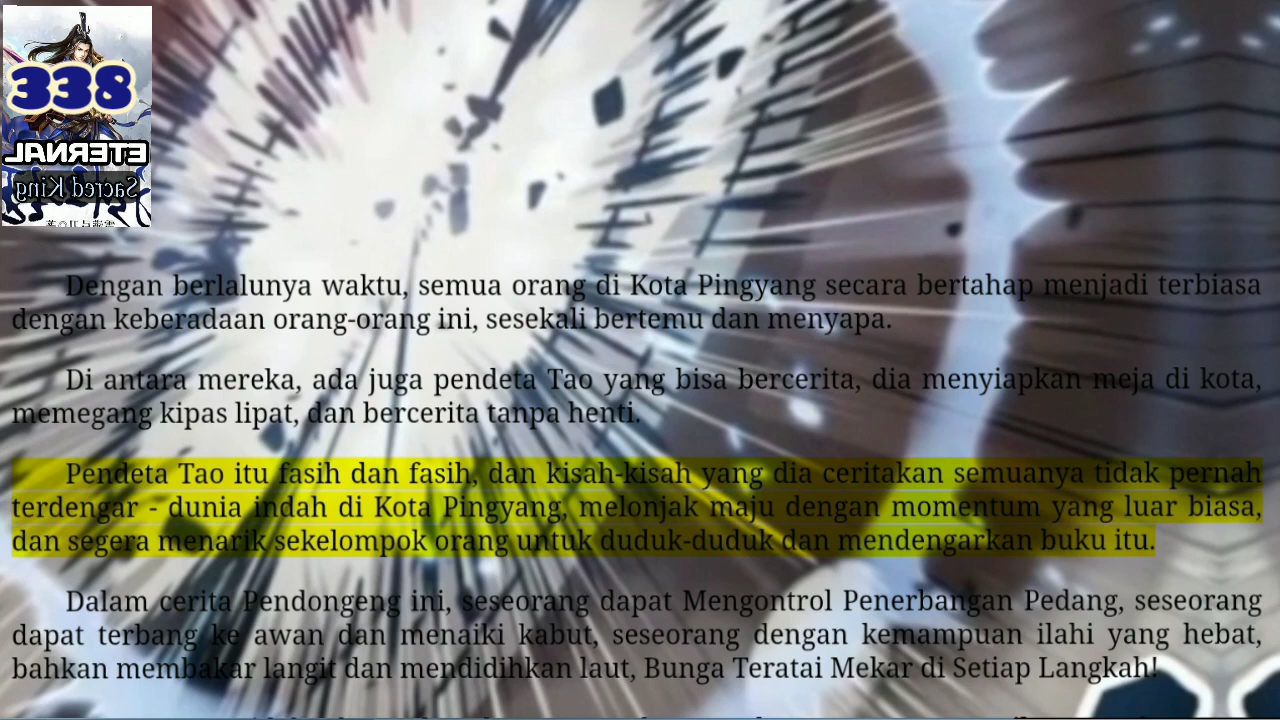 338
ETERNAL
Sacred King
Dengan berlalunya waktu, semua orang di Kota Pingyang secara bertahap menjadi terbiasa
dengan keberadaan orang-orang ini, sesekali bertemu dan menyapa.
Di antara mereka, ada juga pendeta Tao yang bisa bercerita, dia menyiapkan meja di kota,
memegang kipas lipat, dan bercerita tanpa henti.
Pendeta Tao itu fasih dan fasih, dan kisah-kisah yang dia ceritakan semuanya tidak pernah
terdengar - dunia indah di Kota Pingyang, melonjak maju dengan momentum yang luar biasa,
dan segera menarik sekelompok orang untuk duduk-duduk dan mendengarkan buku itu.
Dalam cerita Pendongeng ini, seseorang dapat Mengontrol Penerbangan Pedang, seseorang
dapat terbang ke awan dan menaiki kabut, seseorang dengan kemampuan ilahi yang hebat,
bahkan membakar langit dan mendidihkan laut, Bunga Teratai Mekar di Setiap Langkah!